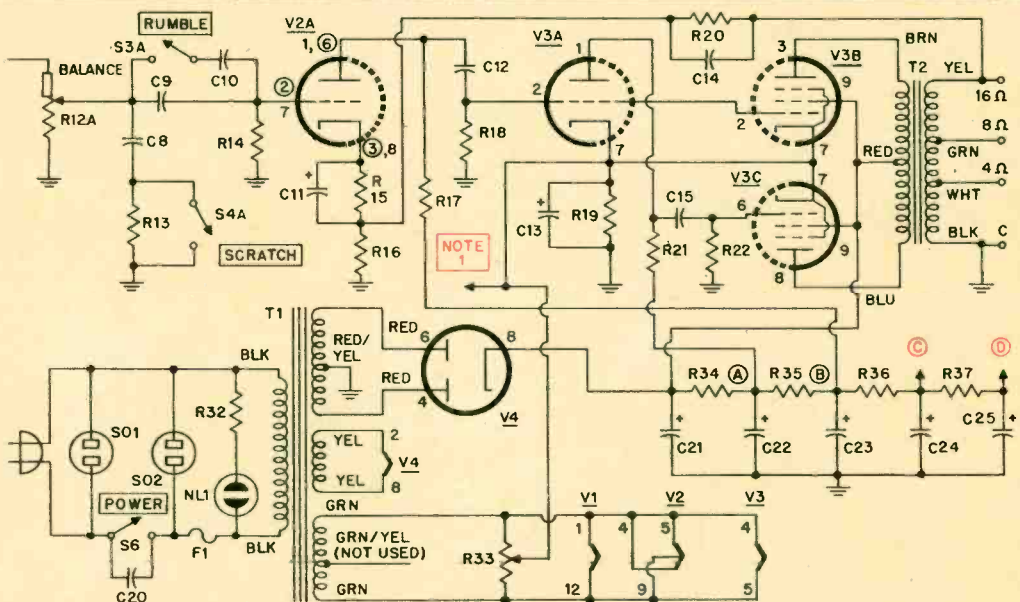 RUMBLE
S3A
BALANCE
C10
C9
R12A
C8
R14
R13
S4A
SCRATCH
V2A
1, ⑥
②
7
③,8
C11
R
15
R16
R17
C12
R18
NOTE
1
V3A
1
2
7
C13
R19
R20
C14
R21
C15
R22
V3B
3
9
2
7
V3C
7
6
9
8
BRN
RED
BLU
T2
YEL
16Ω
8Ω
GRN
4Ω
WHT
BLK
C
T1
RED
RED/
YEL
RED
6
4
8
V4
YEL
2
V4
YEL
8
GRN
GRN/YEL
(NOT USED)
GRN
BLK
R32
SO1
SO2
NL1
POWER
S6
F1
BLK
C20
R33
V1
1
12
V2
4
5
9
V3
4
5
R34
Ⓐ
R35
Ⓑ
R36
Ⓒ
R37
Ⓓ
C21
C22
C23
C24
C25